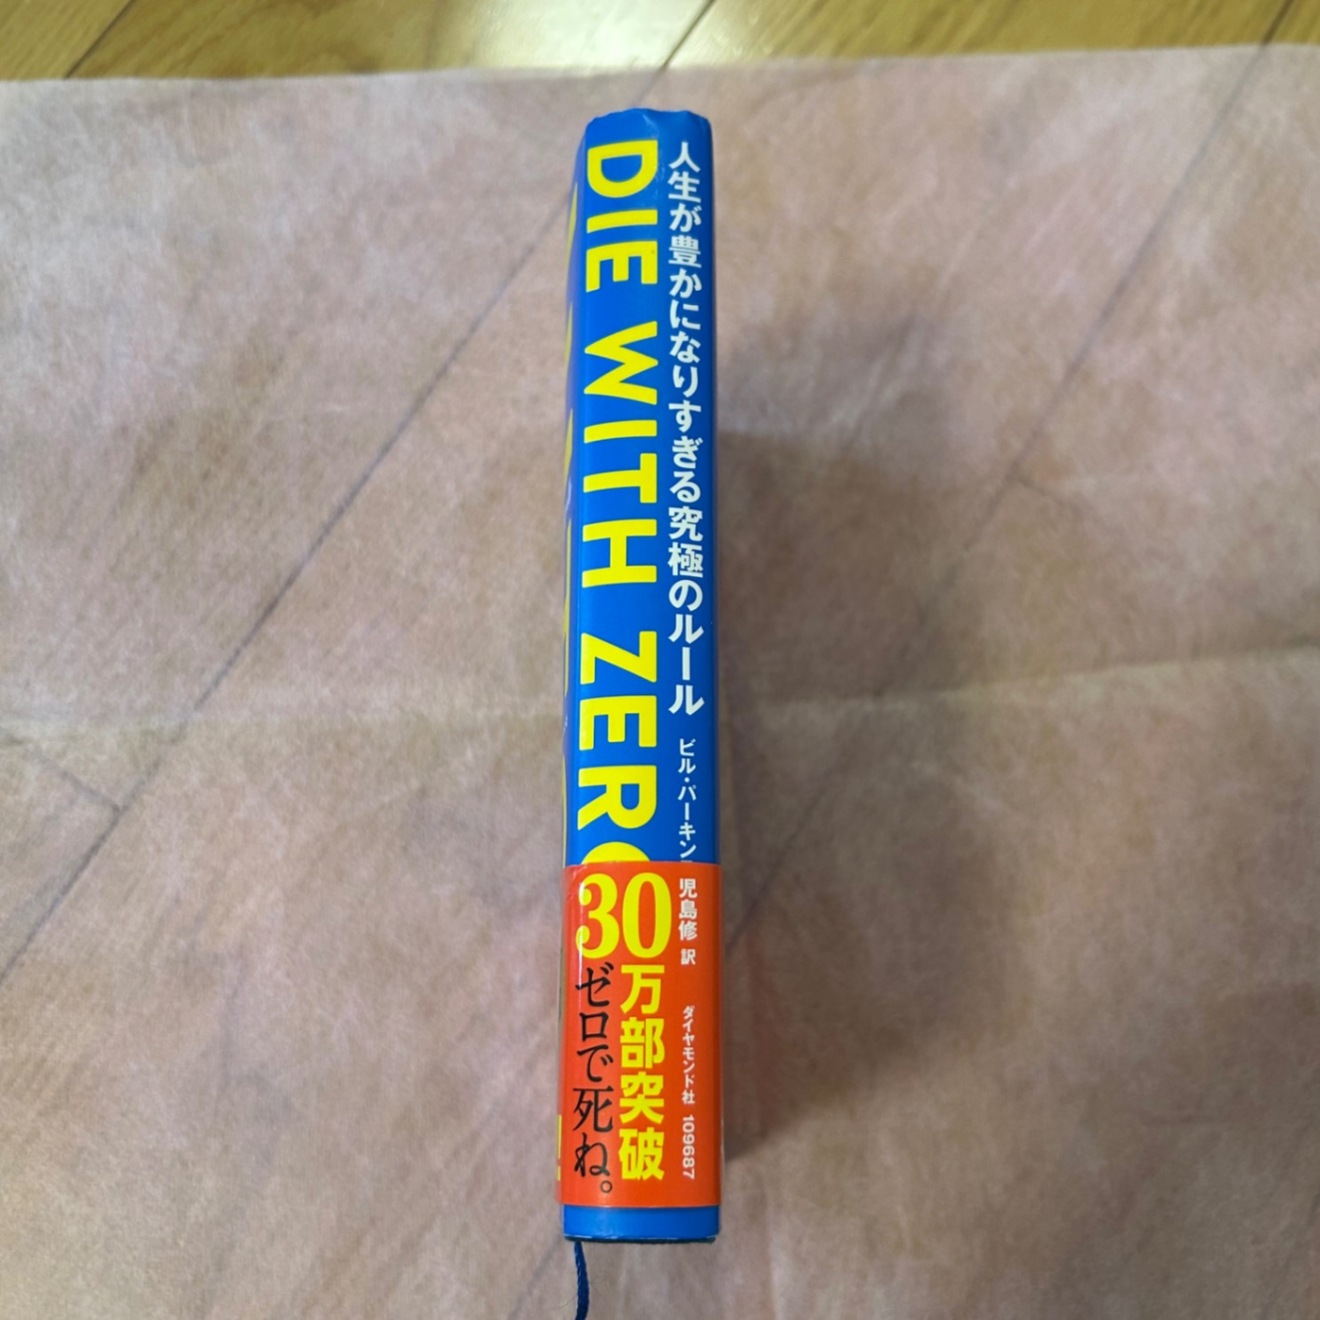 人生が豊かになりすぎる究極のルール
DIE WITH ZERO
ビル・パーキン
児島修 訳
ダイヤモンド社 109687
30万部突破
ゼロで死ね。